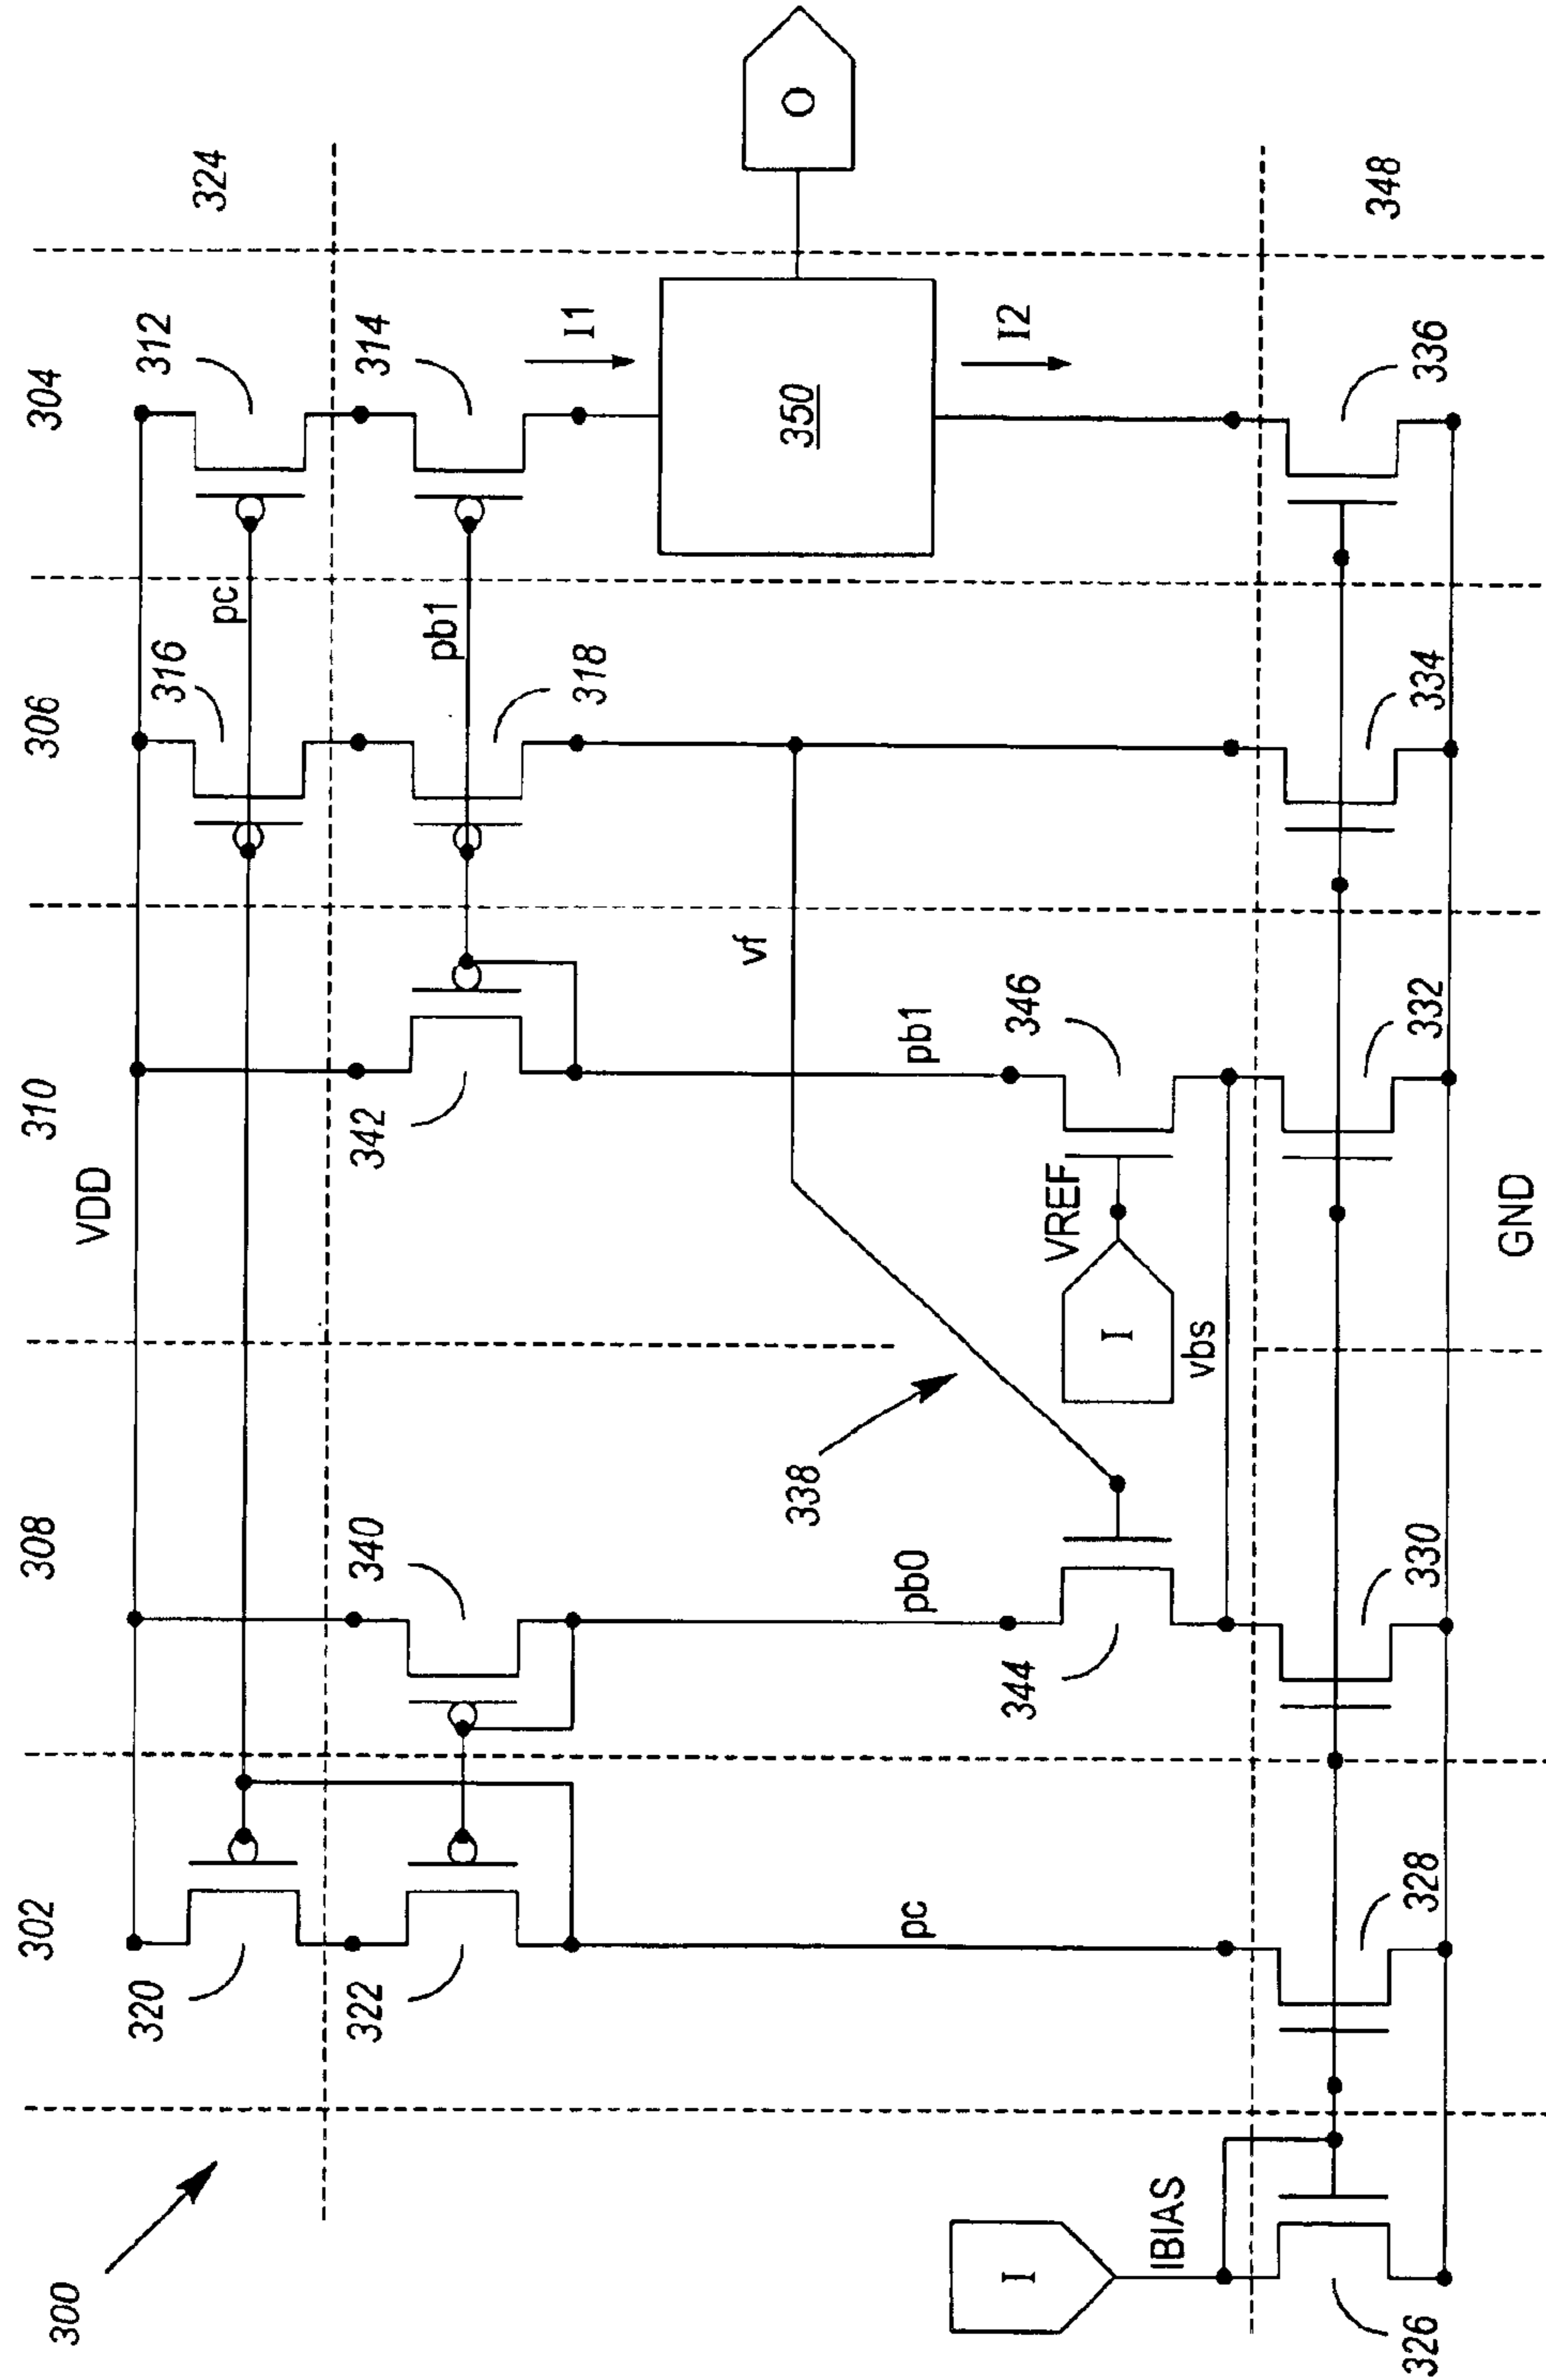 300
302
308
310
306
304
VDD
320
316
pc
312
324
322
340
342
pb1
318
314
I1
vf
338
350
O
pc
pb0
pb1
I2
I
IBIAS
344
VREF
I
346
vbs
326
328
330
332
334
336
348
GND